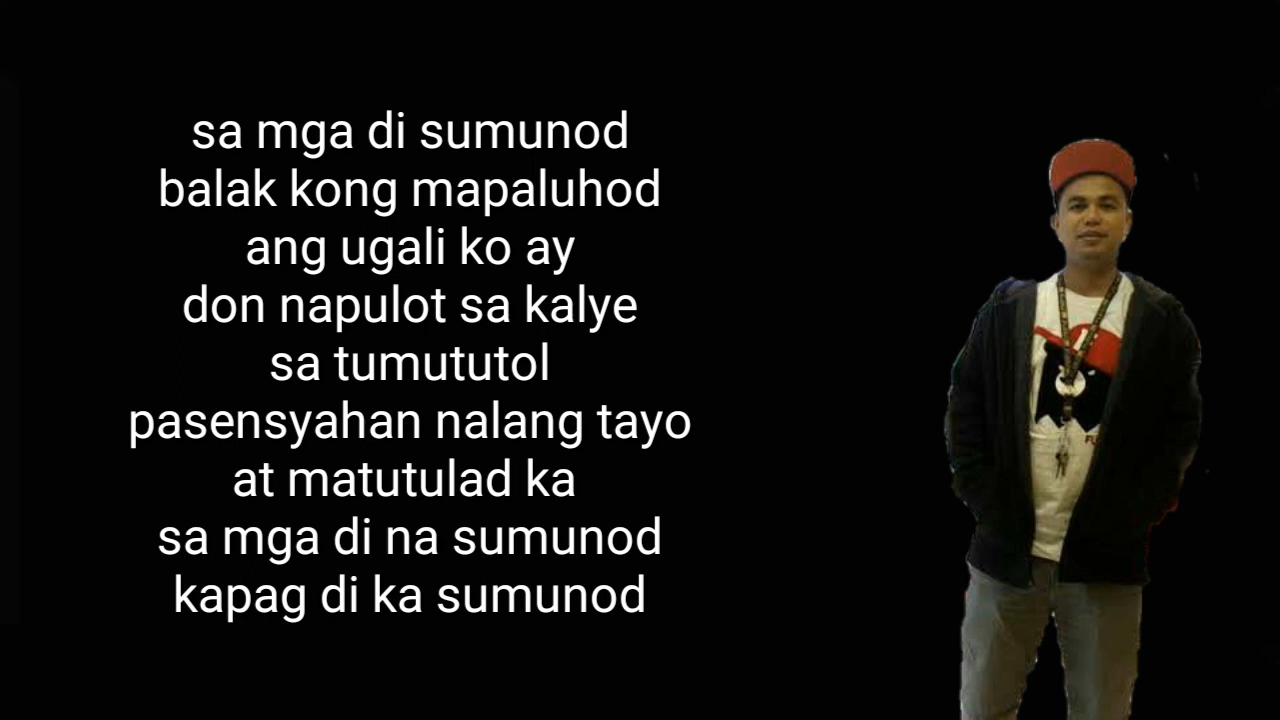 sa mga di sumunod
balak kong mapaluhod
ang ugali ko ay
don napulot sa kalye
sa tumututol
pasensyahan nalang tayo
at matutulad ka
sa mga di na sumunod
kapag di ka sumunod